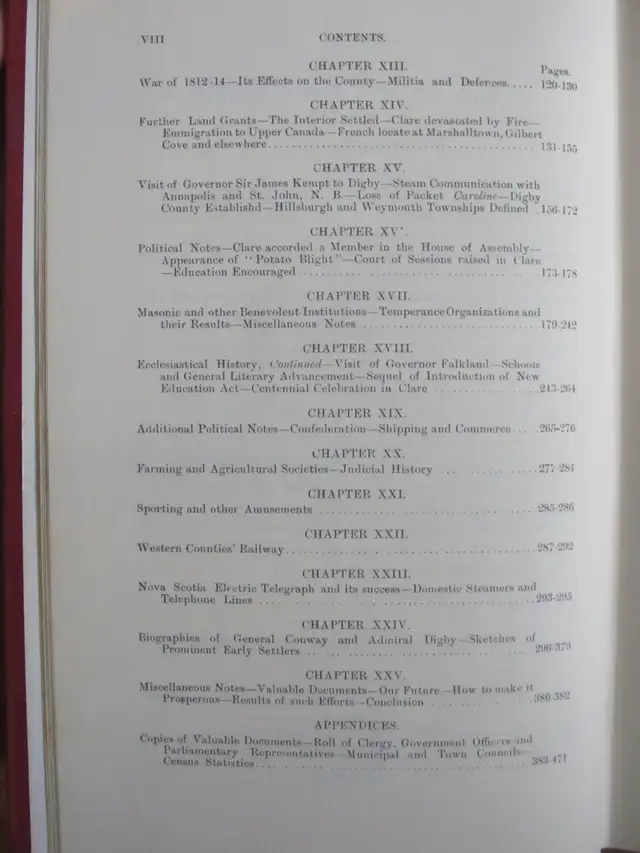 VIII CONTENTS.
CHAPTER XIII.
Pages.
War of 1812-14—Its Effects on the County—Militia and Defences..... 120-130
CHAPTER XIV.
Further Land Grants—The Interior Settled—Clare devastated by Fire—
Emmigration to Upper Canada—French locate at Marshalltown, Gilbert
Cove and elsewhere........................................ 131-155
CHAPTER XV.
Visit of Governor Sir James Kempt to Digby—Steam Communication with
Annapolis and St. John, N. B.—Loss of Packet Caroline—Digby
County Establishd—Hillsburgh and Weymouth Townships Defined . 156-172
CHAPTER XV'.
Political Notes—Clare accorded a Member in the House of Assembly—
Appearance of "Potato Blight"—Court of Sessions raised in Clare
—Education Encouraged ................................... 173-178
CHAPTER XVII.
Masonic and other Benevolent Institutions—Temperance Organizations and
their Results—Miscellaneous Notes ............................. 179-242
CHAPTER XVIII.
Ecclesiastical History, Continued—Visit of Governor Falkland—Schools
and General Literary Advancement—Sequel of Introduction of New
Education Act—Centennial Celebration in Clare ................ 243-264
CHAPTER XIX.
Additional Political Notes—Confederation—Shipping and Commerce.... 265-276
CHAPTER XX.
Farming and Agricultural Societies—Judicial History ............... 277-284
CHAPTER XXI.
Sporting and other Amusements ................................ 285-286
CHAPTER XXII.
Western Counties' Railway...................................... 287-292
CHAPTER XXIII.
Nova Scotia Electric Telegraph and its success—Domestic Steamers and
Telephone Lines ............................................ 293-295
CHAPTER XXIV.
Biographies of General Conway and Admiral Digby—Sketches of
Prominent Early Settlers .................................. 296-379
CHAPTER XXV.
Miscellaneous Notes—Valuable Documents—Our Future—How to make it
Prosperous—Results of such Efforts—Conclusion ................ 380-382
APPENDICES.
Copies of Valuable Documents—Roll of Clergy, Government Officers and
Parliamentary Representatives—Municipal and Town Councils—
Census Statistics............................................ 383-471